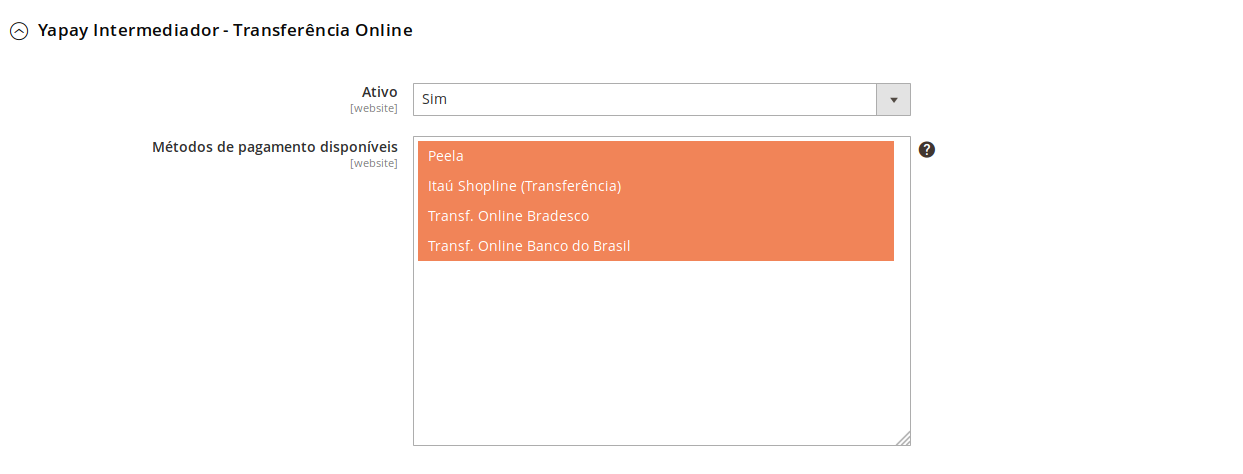 Yapay Intermediador - Transferência Online
Ativo
[website]
Sim
Métodos de pagamento disponíveis
[website]
Peela
Itaú Shopline (Transferência)
Transf. Online Bradesco
Transf. Online Banco do Brasil
?